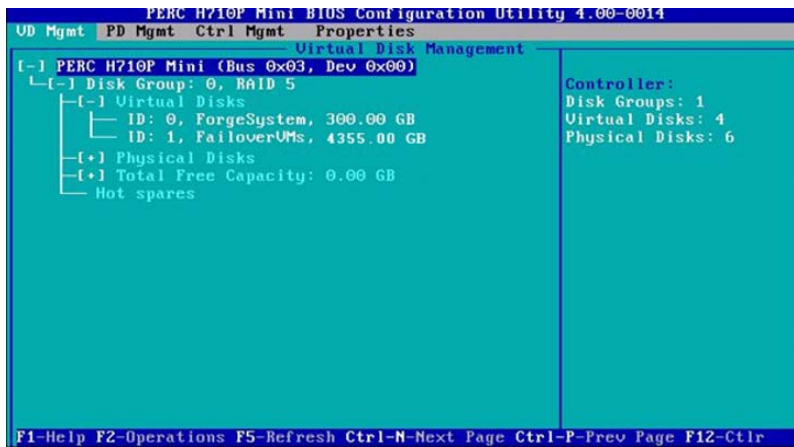 PERC H710P Mini BIOS Configuration Utility 4.00-0014
VD Mgmt PD Mgmt Ctrl Mgmt Properties
Virtual Disk Management
[-] PERC H710P Mini (Bus 0x03, Dev 0x00)
[-] Disk Group: 0, RAID 5
[-] Virtual Disks
ID: 0, ForgeSystem, 300.00 GB
ID: 1, FailoverVMs, 4355.00 GB
[+] Physical Disks
[+] Total Free Capacity: 0.00 GB
Hot spares
Controller:
Disk Groups: 1
Virtual Disks: 4
Physical Disks: 6
F1-Help F2-Operations F5-Refresh Ctrl-N-Next Page Ctrl-P-Prev Page F12-Ctlr